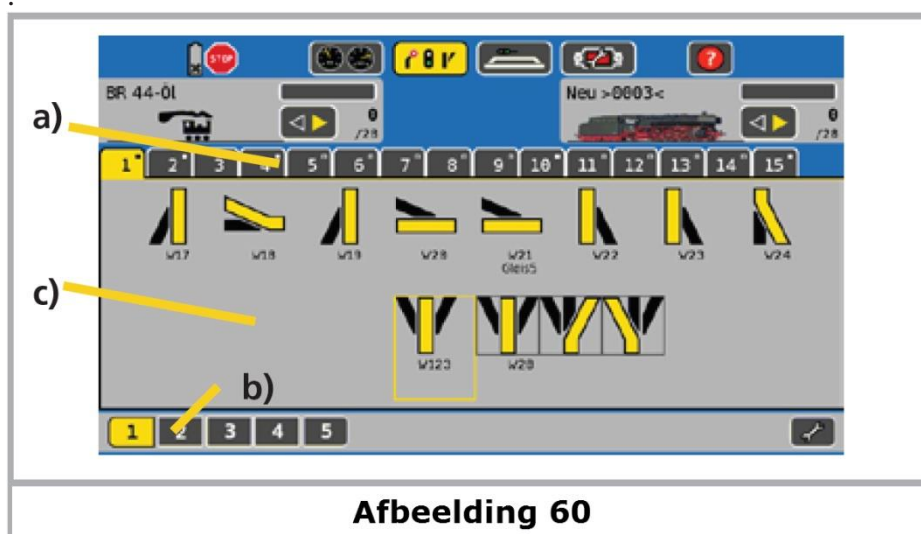 .
STOP
?
BR 44-Öl
Neu >0003<
0
/28
0
/28
a)
1 2 3 4 5 6 7 8 9 10 11 12 13 14 15
W17 W18 W19 W20 W21 W22 W23 W24
Gleis5
c)
W123 W28
b)
1 2 3 4 5
Afbeelding 60